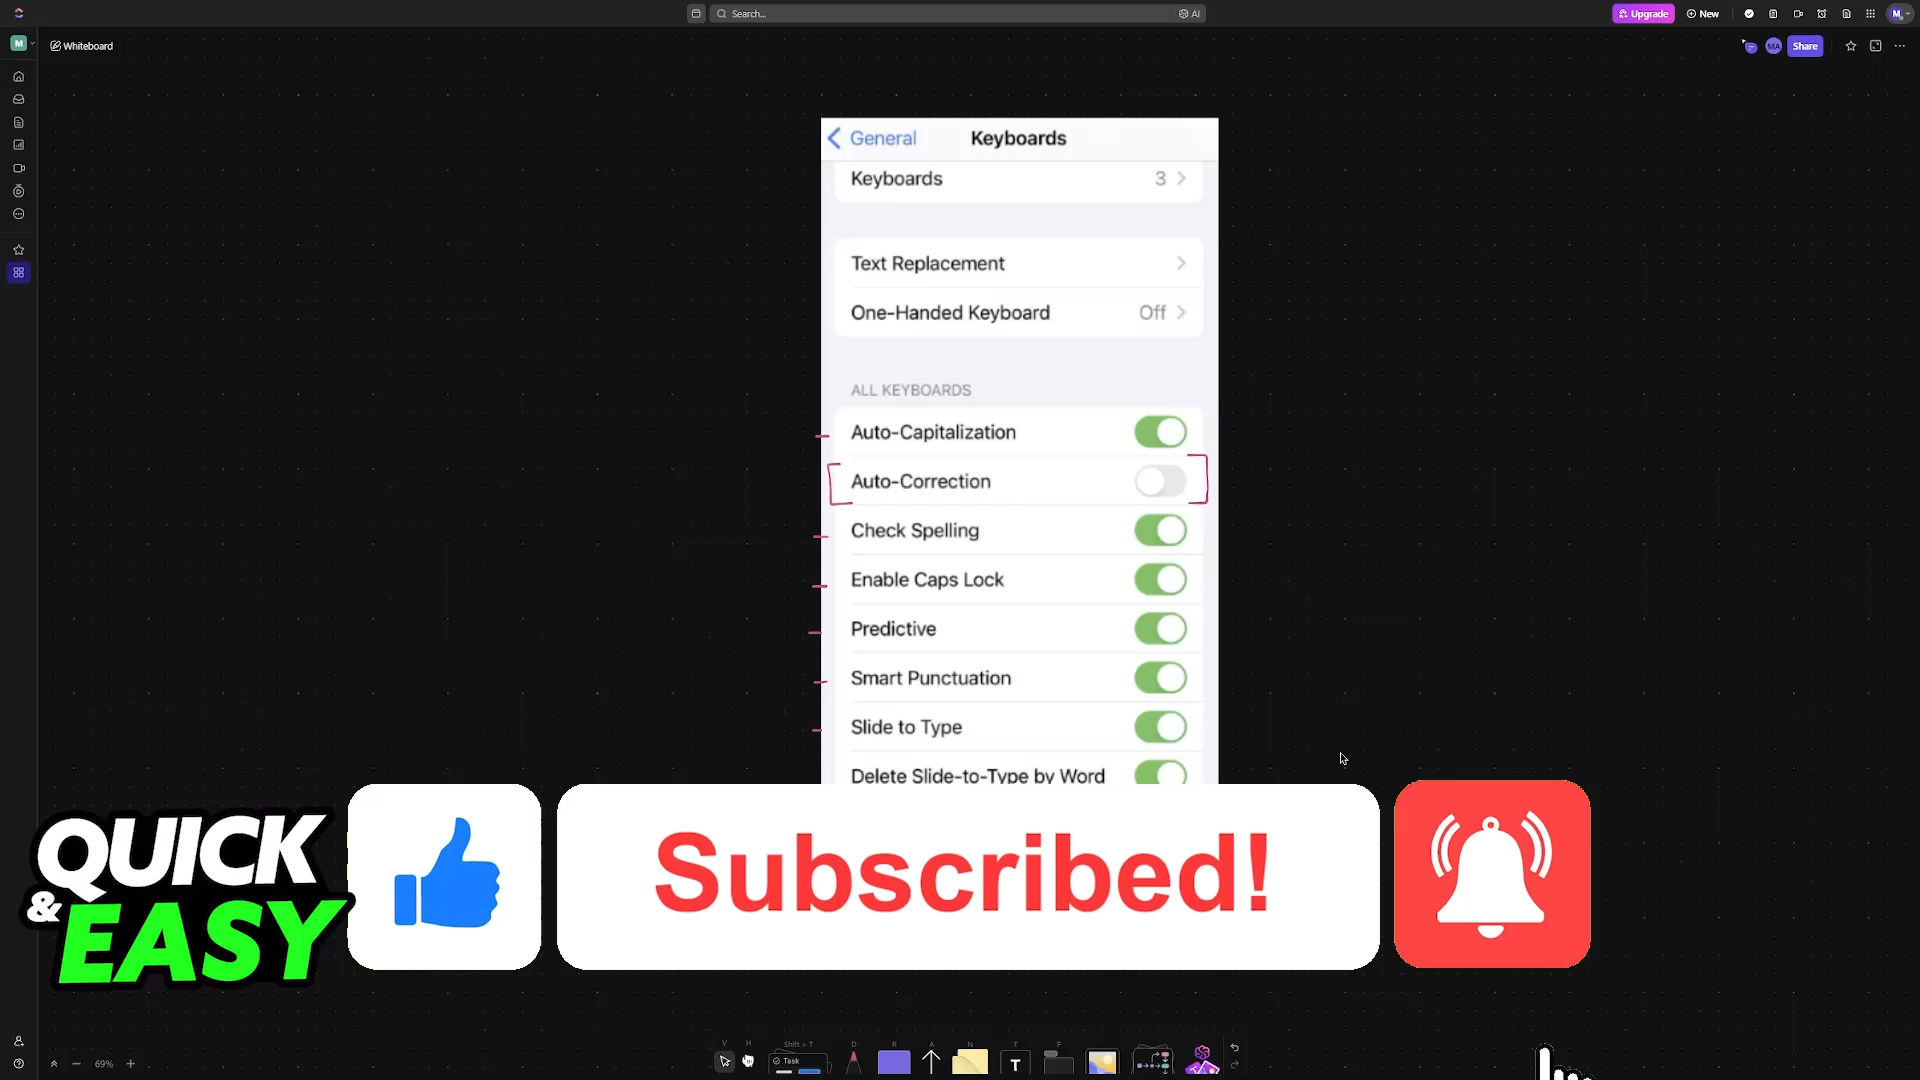 Search...
AI
Upgrade
New
M
M
Whiteboard
MA
Share
General
Keyboards
Keyboards
3
Text Replacement
One-Handed Keyboard
Off
ALL KEYBOARDS
Auto-Capitalization
Auto-Correction
Check Spelling
Enable Caps Lock
Predictive
Smart Punctuation
Slide to Type
Delete Slide-to-Type by Word
QUICK
&
EASY
Subscribed!
69%
V
H
Shift + T
Task
D
R
A
N
T
T
F